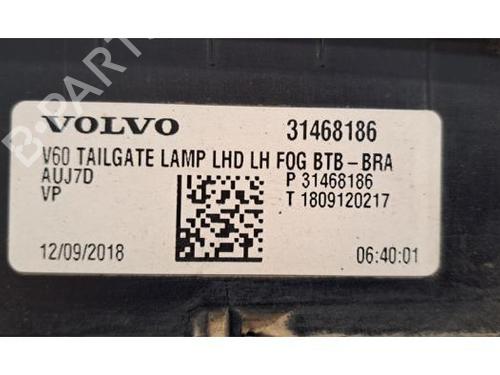 B-PARTS
VOLVO 31468186
V60 TAILGATE LAMP LHD LH FOG BTB-BRA
AUJ7D P 31468186
VP T 1809120217
12/09/2018 06:40:01